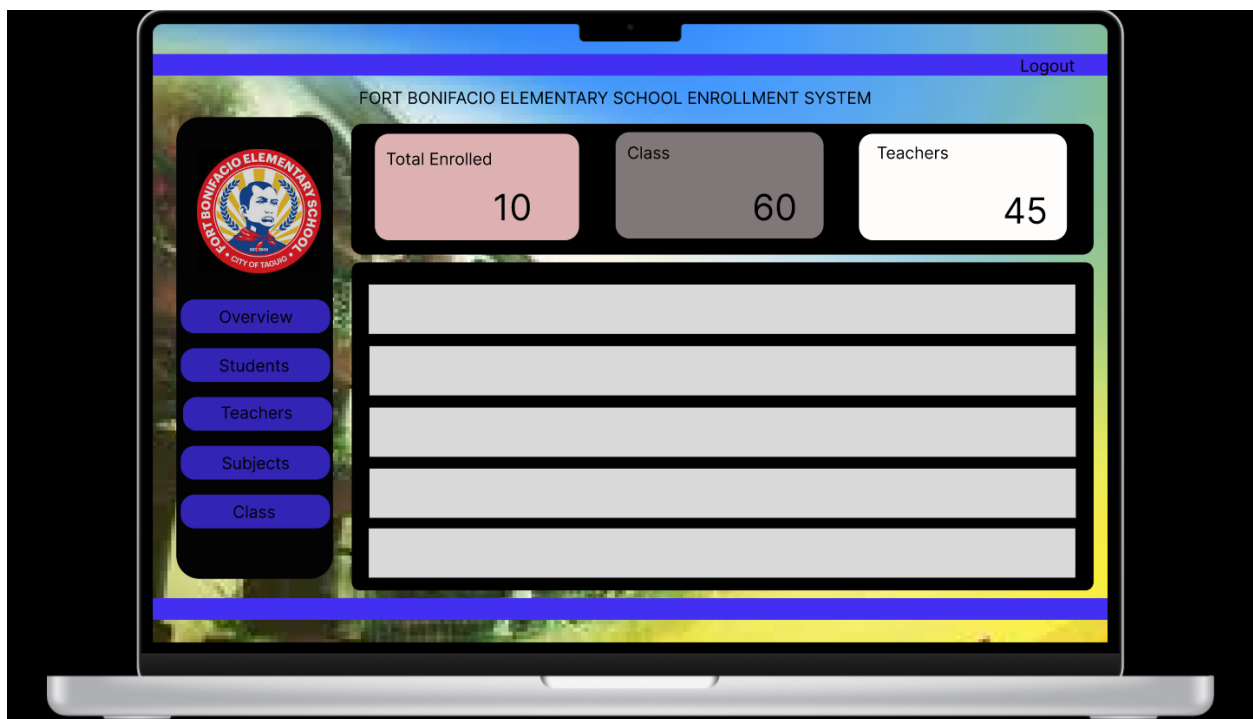 Logout
FORT BONIFACIO ELEMENTARY SCHOOL ENROLLMENT SYSTEM
FORT BONIFACIO ELEMENTARY SCHOOL
• CITY OF TAGUIG •
Total Enrolled
10
Class
60
Teachers
45
Overview
Students
Teachers
Subjects
Class